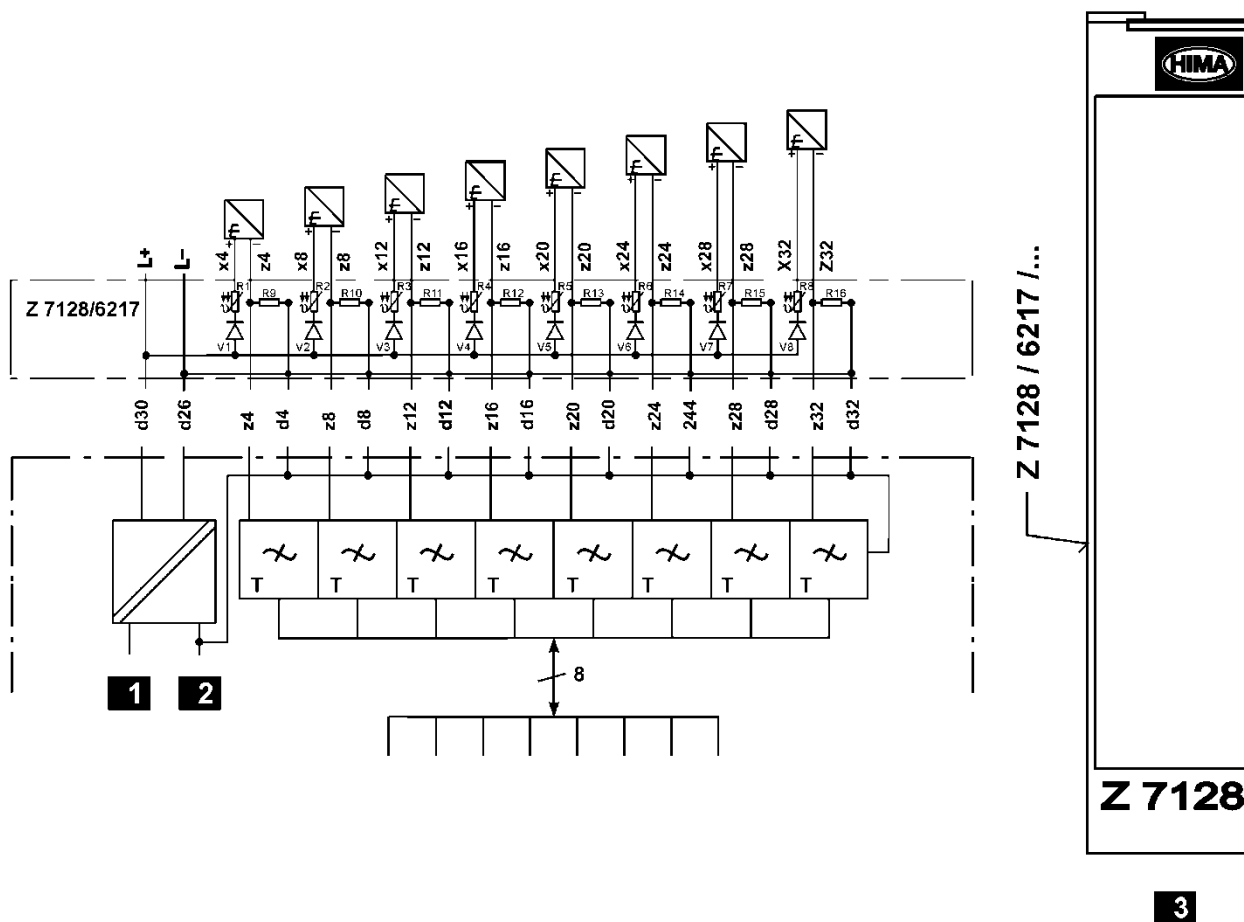 HIMA
E
E
E
E
E
E
E
E
+ −
+ −
+ −
+ −
+ −
+ −
+ −
+ −
L+ L− x4 z4 x8 z8 x12 z12 x16 z16 x20 z20 x24 z24 x28 z28 X32 Z32
R1 R2 R3 R4 R5 R6 R7 R8
R9 R10 R11 R12 R13 R14 R15 R16
Z 7128/6217
V1 V2 V3 V4 V5 V6 V7 V8
d30 d26 z4 d4 z8 d8 z12 d12 z16 d16 z20 d20 z24 244 z28 d28 z32 d32
T T T T T T T T
8
1 2
Z 7128 / 6217 /...
Z 7128
3